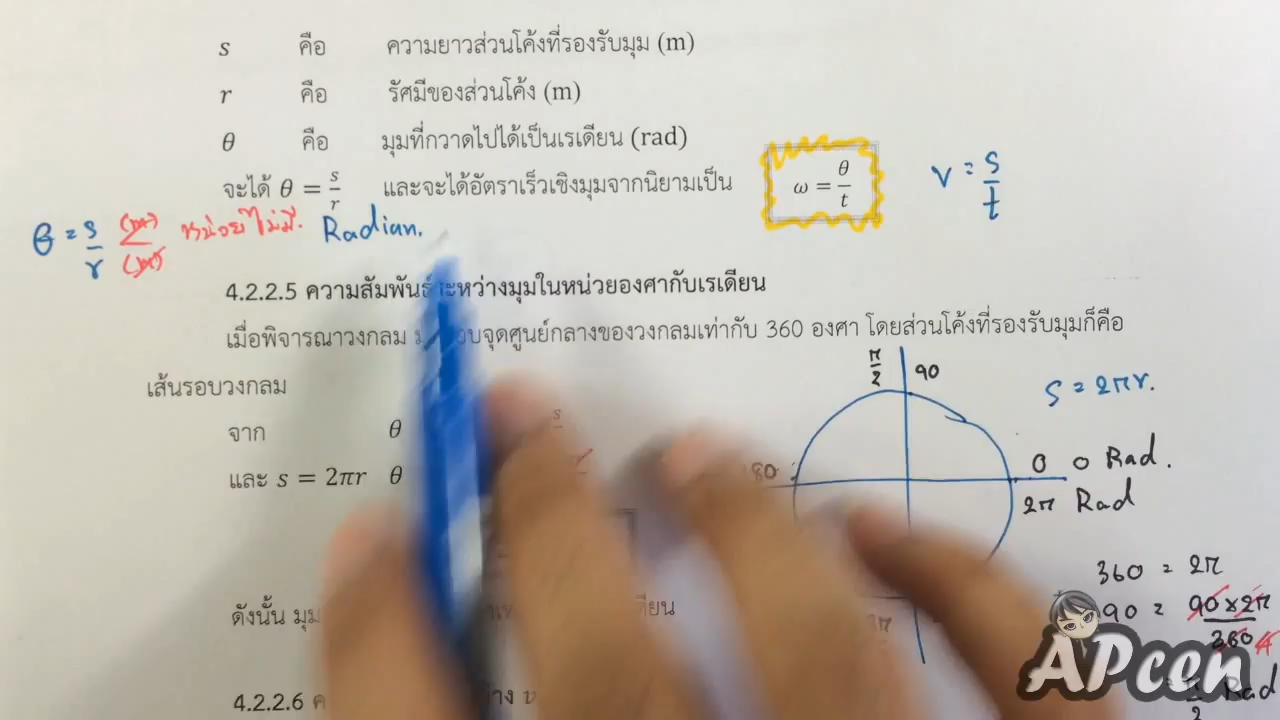 s คือ ความยาวส่วนโค้งที่รองรับมุม (m)
r คือ รัศมีของส่วนโค้ง (m)
θ คือ มุมที่กวาดไปได้เป็นเรเดียน (rad)
จะได้ θ = s/r และจะได้อัตราเร็วเชิงมุมจากนิยามเป็น ω = θ/t v = s/t
θ = s/r (m)/(m) หน่วยไม่มี. Radian.
4.2.2.5 ความสัมพันธ์ระหว่างมุมในหน่วยองศากับเรเดียน
เมื่อพิจารณาวงกลม จุดศูนย์กลางของวงกลมเท่ากับ 360 องศา โดยส่วนโค้งที่รองรับมุมก็คือ
เส้นรอบวงกลม
π/2 90 s = 2πr.
จาก θ s
และ s = 2πr θ
80 0 0 Rad.
2π Rad
360 = 2π
90 = 90×2π/360 4
ดังนั้น มุม เดียน
π/2 Rad
4.2.2.6
APcen